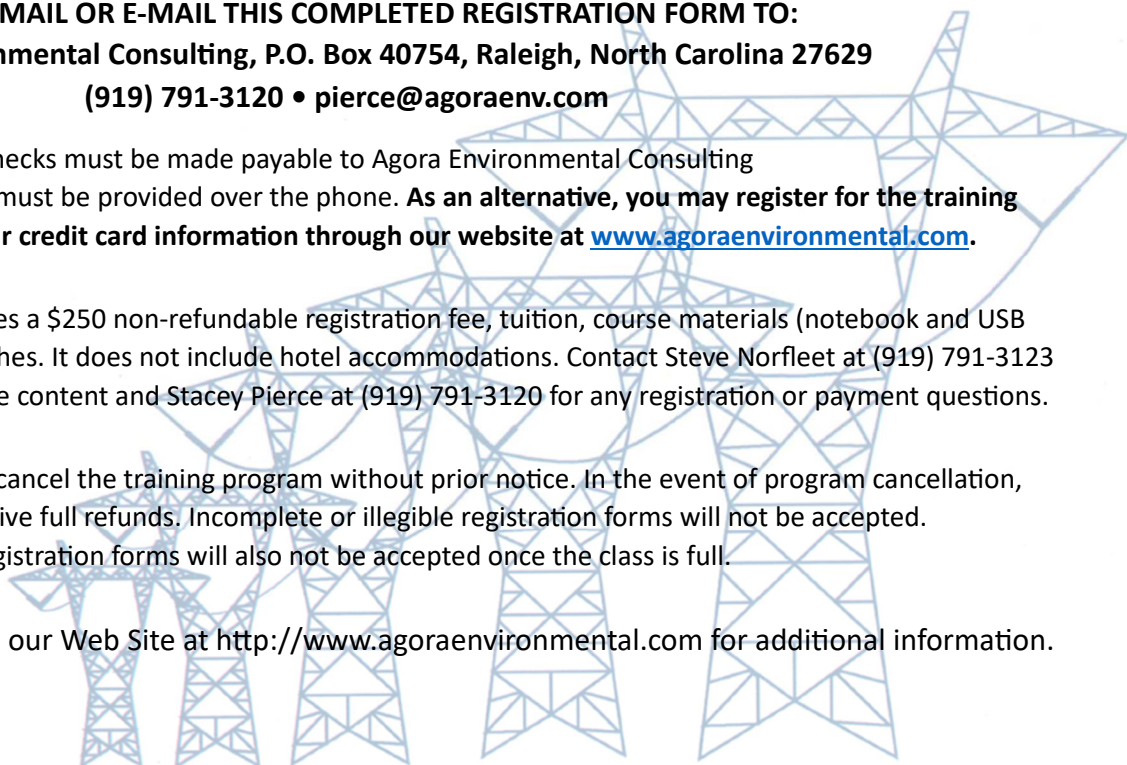 MAIL OR E-MAIL THIS COMPLETED REGISTRATION FORM TO:
nmental Consulting, P.O. Box 40754, Raleigh, North Carolina 27629
(919) 791-3120 • pierce@agoraenv.com
hecks must be made payable to Agora Environmental Consulting
must be provided over the phone. As an alternative, you may register for the training
r credit card information through our website at www.agoraenvironmental.com.
es a $250 non-refundable registration fee, tuition, course materials (notebook and USB
hes. It does not include hotel accommodations. Contact Steve Norfleet at (919) 791-3123
e content and Stacey Pierce at (919) 791-3120 for any registration or payment questions.
cancel the training program without prior notice. In the event of program cancellation,
ive full refunds. Incomplete or illegible registration forms will not be accepted.
gistration forms will also not be accepted once the class is full.
our Web Site at http://www.agoraenvironmental.com for additional information.